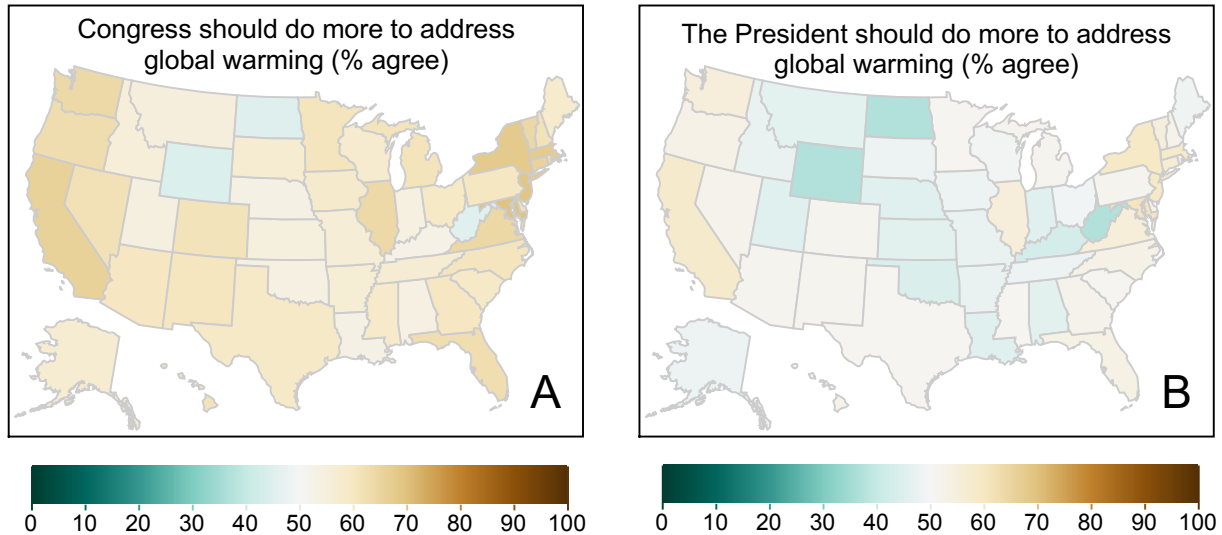 Congress should do more to address
global warming (% agree)
A
0 10 20 30 40 50 60 70 80 90 100
The President should do more to address
global warming (% agree)
B
0 10 20 30 40 50 60 70 80 90 100